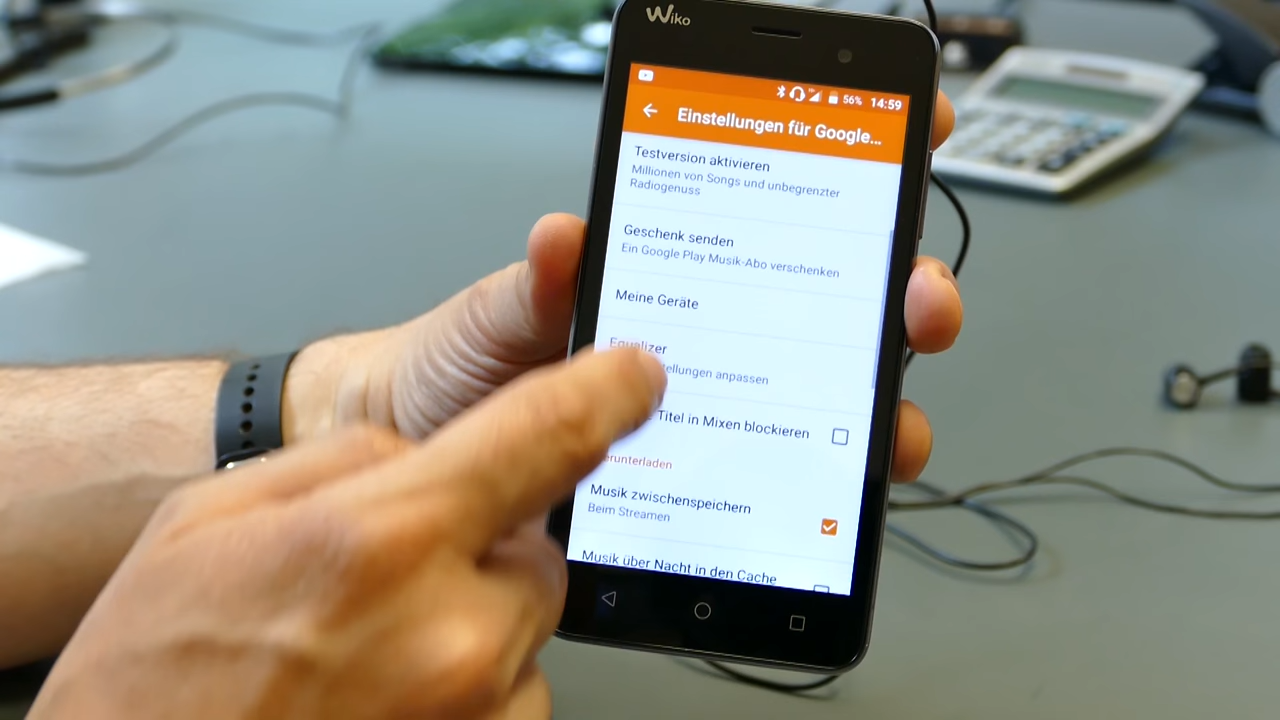 Wiko
56% 14:59
Einstellungen für Google...
Testversion aktivieren
Millionen von Songs und unbegrenzter
Radiogenuss
Geschenk senden
Ein Google Play Musik-Abo verschenken
Meine Geräte
Equalizer
anpassen
Titel in Mixen blockieren
Musik zwischenspeichern
Beim Streamen
Musik über Nacht in den Cache